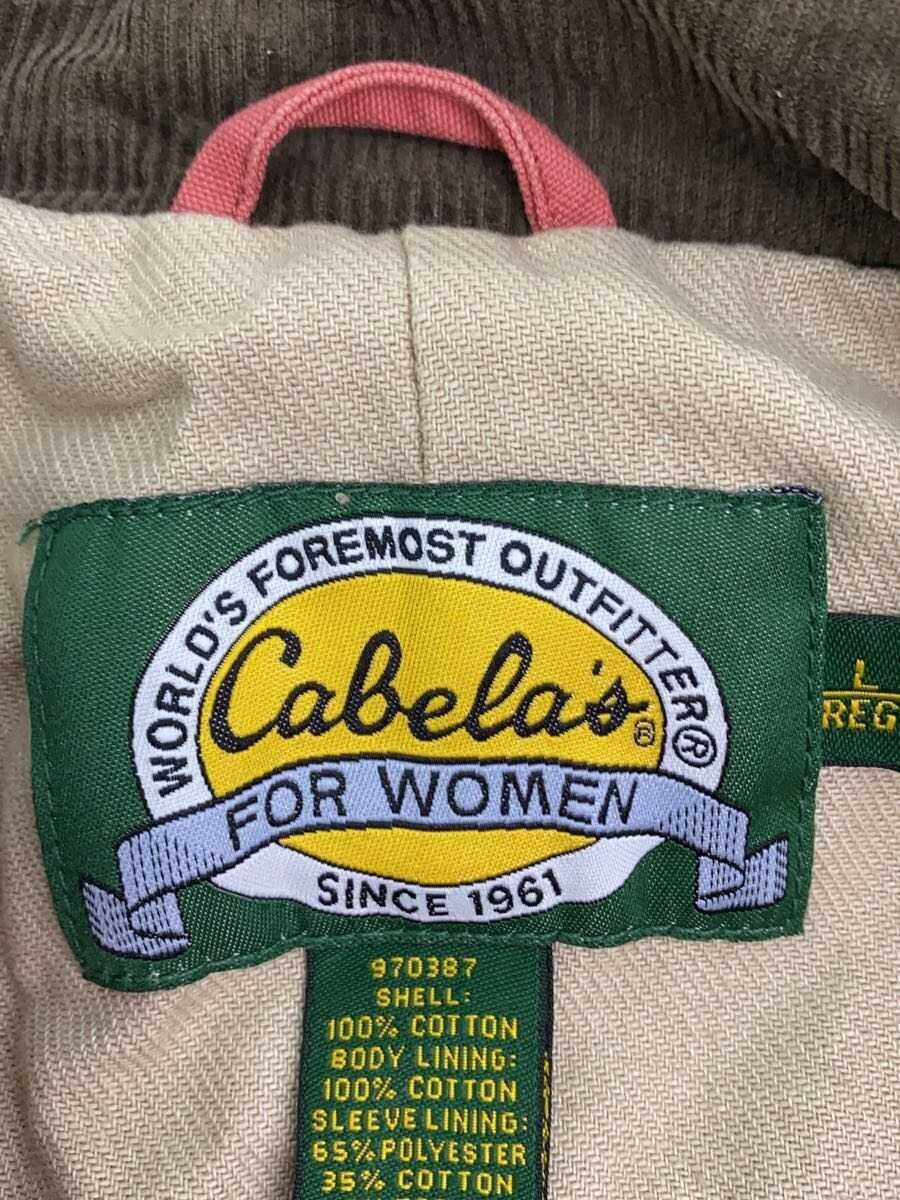 WORLD'S FOREMOST OUTFITTER®
Cabela's®
FOR WOMEN
SINCE 1961
L
REG
970387
SHELL:
100% COTTON
BODY LINING:
100% COTTON
SLEEVE LINING:
65% POLYESTER
35% COTTON